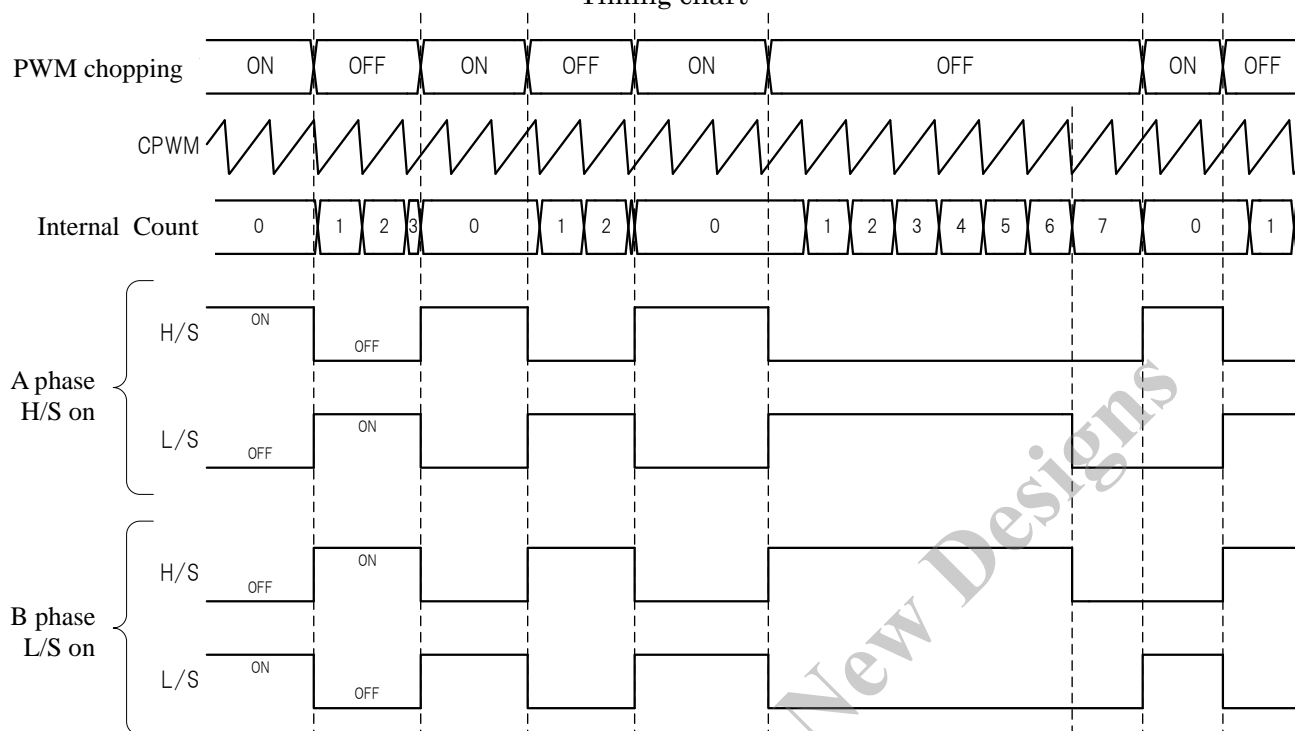 Timing chart
PWM chopping ON OFF ON OFF ON OFF ON OFF
CPWM
Internal Count 0 1 2 3 0 1 2 0 1 2 3 4 5 6 7 0 1
A phase
H/S on
H/S ON OFF
L/S OFF ON
B phase
L/S on
H/S OFF ON
L/S ON OFF
New Designs